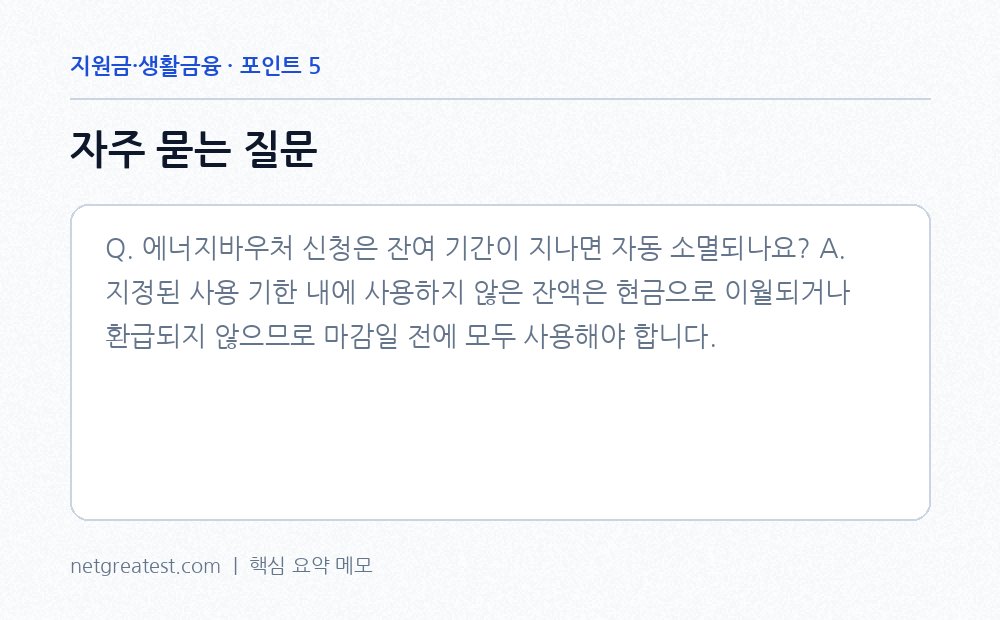 지원금·생활금융 · 포인트 5
자주 묻는 질문
Q. 에너지바우처 신청은 잔여 기간이 지나면 자동 소멸되나요? A.
지정된 사용 기한 내에 사용하지 않은 잔액은 현금으로 이월되거나
환급되지 않으므로 마감일 전에 모두 사용해야 합니다.
netgreatest.com | 핵심 요약 메모